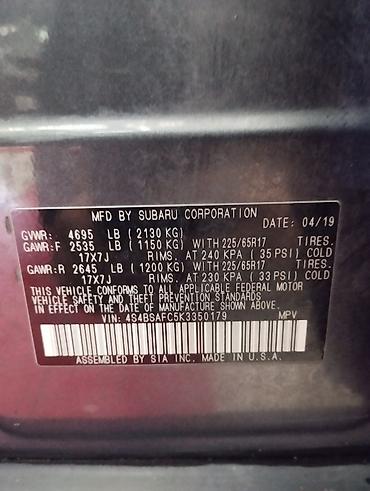 MFD BY SUBARU CORPORATION
DATE: 04/19
GVWR: 4695 LB (2130 KG)
GAWR:F 2535 LB (1150 KG) WITH 225/65R17 TIRES.
17X7J RIMS. AT 240 KPA (35 PSI) COLD
GAWR:R 2645 LB (1200 KG) WITH 225/65R17 TIRES.
17X7J RIMS. AT 230 KPA (33 PSI) COLD
THIS VEHICLE CONFORMS TO ALL APPLICABLE FEDERAL MOTOR
VEHICLE SAFETY AND THEFT PREVENTION STANDARDS IN EFFECT
ON THE DATE OF MANUFACTURE SHOWN ABOVE.
VIN: 4S4BSAFC5K3350179 MPV
ASSEMBLED BY SIA INC. MADE IN U.S.A.